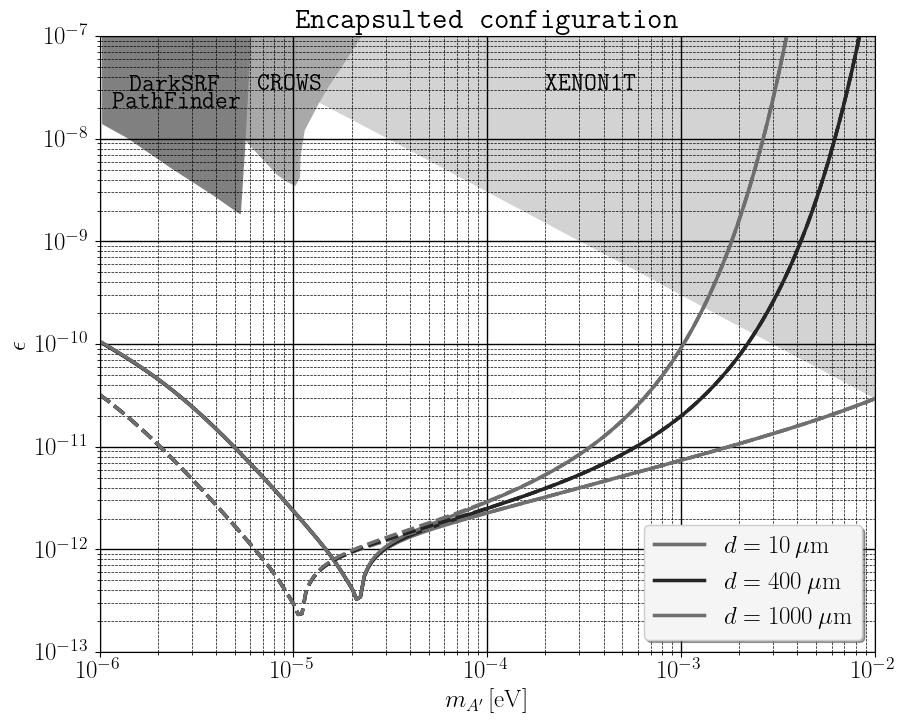 Encapsulted configuration
10⁻⁷
DarkSRF
PathFinder
CROWS
XENON1T
10⁻⁸
10⁻⁹
ϵ
10⁻¹⁰
10⁻¹¹
10⁻¹²
10⁻¹³
d = 10 μm
d = 400 μm
d = 1000 μm
10⁻⁶ 10⁻⁵ 10⁻⁴ 10⁻³ 10⁻²
m_{A′} [eV]